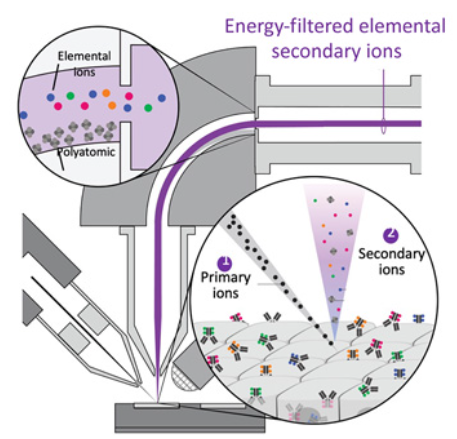 Energy-filtered elemental
secondary ions
Elemental
ions
Polyatomic
Primary
ions
Secondary
ions